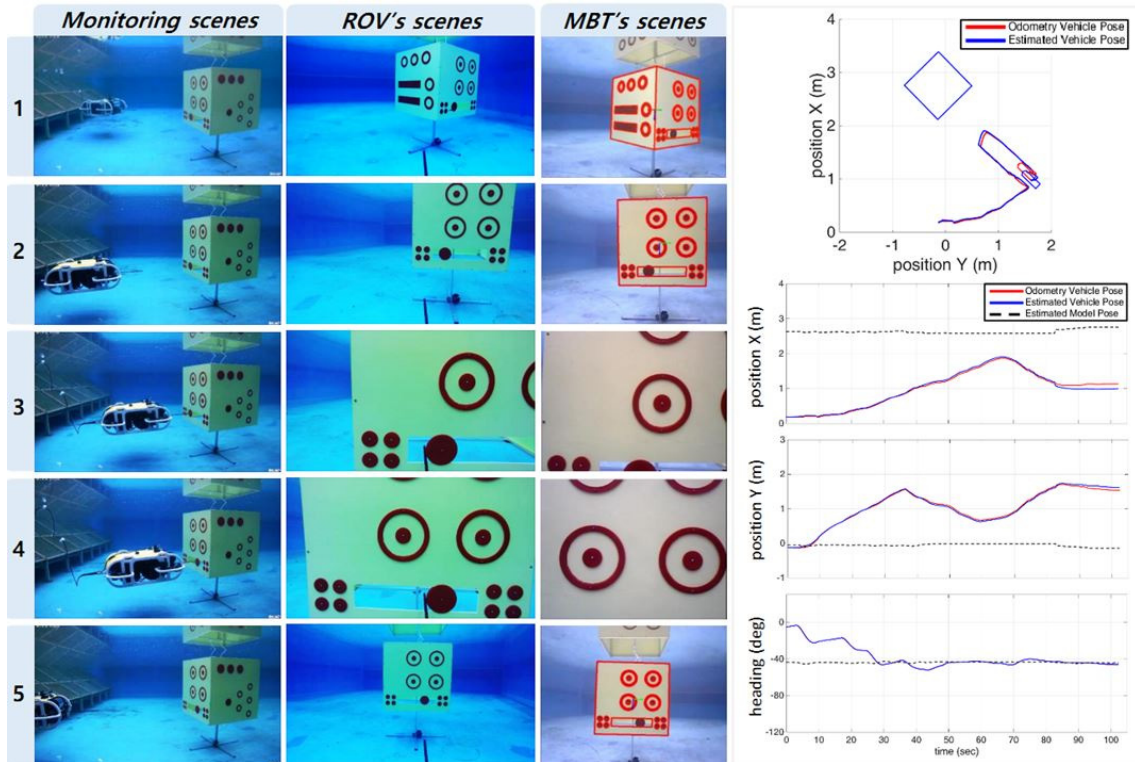 Monitoring scenes
ROV's scenes
MBT's scenes
1
2
3
4
5
Odometry Vehicle Pose
Estimated Vehicle Pose
position X (m)
4
3
2
1
0
-2
-1
0
1
2
position Y (m)
Odometry Vehicle Pose
Estimated Vehicle Pose
Estimated Model Pose
position X (m)
4
3
2
1
0
position Y (m)
3
2
1
0
-1
heading (deg)
0
-40
-80
-120
0
10
20
30
40
50
60
70
80
90
100
time (sec)